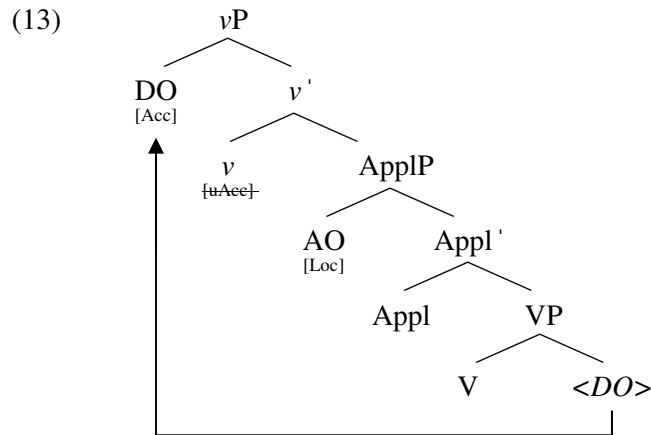 (13) vP
DO v'
[Acc]
v ApplP
[uAcc]
AO Appl'
[Loc]
Appl VP
V <DO>